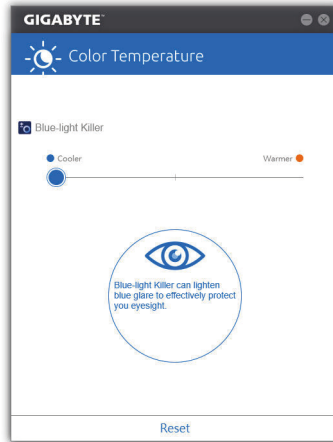 GIGABYTE™
Color Temperature
Blue-light Killer
Cooler Warmer
Blue-light Killer can lighten
blue glare to effectively protect
you eyesight.
Reset